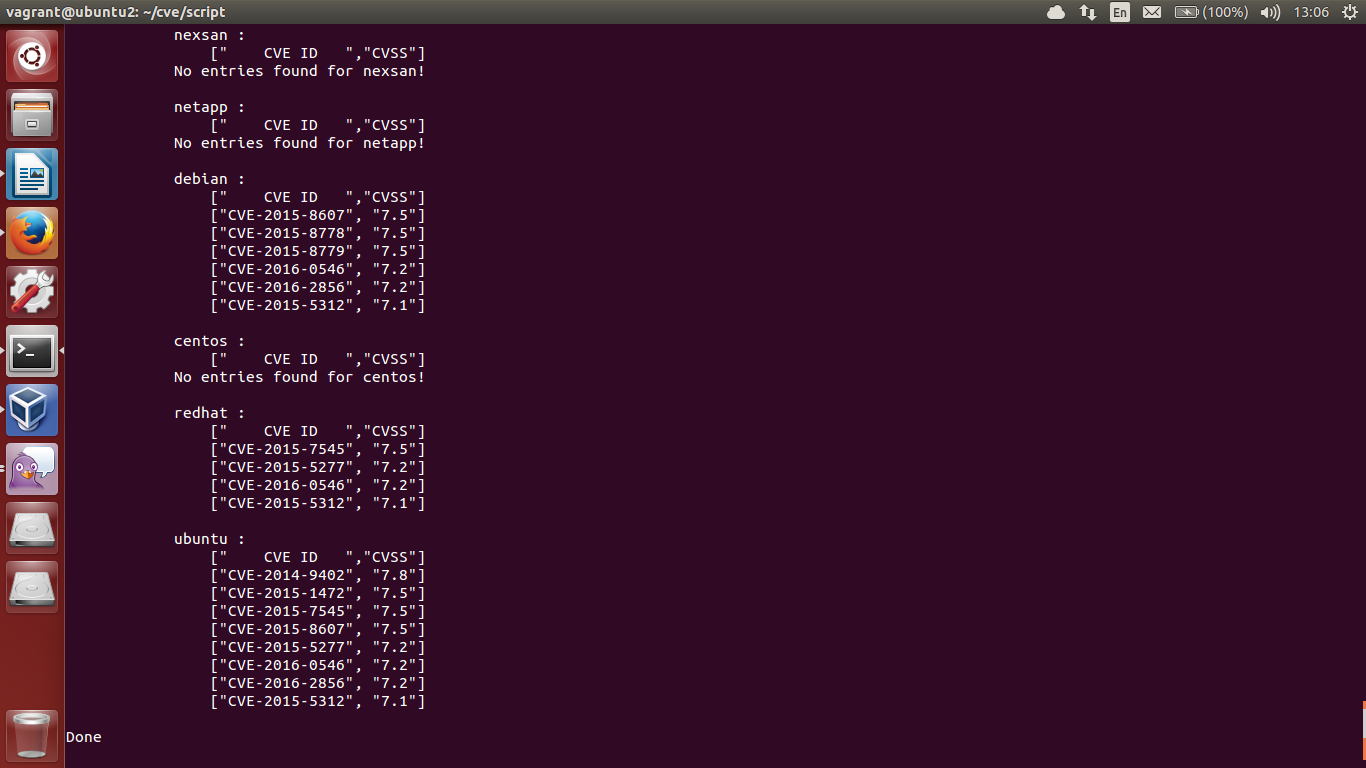 vagrant@ubuntu2: ~/cve/script
En
(100%)
13:06
nexsan :
["    CVE ID   ","CVSS"]
No entries found for nexsan!
netapp :
["    CVE ID   ","CVSS"]
No entries found for netapp!
debian :
["    CVE ID   ","CVSS"]
["CVE-2015-8607", "7.5"]
["CVE-2015-8778", "7.5"]
["CVE-2015-8779", "7.5"]
["CVE-2016-0546", "7.2"]
["CVE-2016-2856", "7.2"]
["CVE-2015-5312", "7.1"]
centos :
["    CVE ID   ","CVSS"]
No entries found for centos!
redhat :
["    CVE ID   ","CVSS"]
["CVE-2015-7545", "7.5"]
["CVE-2015-5277", "7.2"]
["CVE-2016-0546", "7.2"]
["CVE-2015-5312", "7.1"]
ubuntu :
["    CVE ID   ","CVSS"]
["CVE-2014-9402", "7.8"]
["CVE-2015-1472", "7.5"]
["CVE-2015-7545", "7.5"]
["CVE-2015-8607", "7.5"]
["CVE-2015-5277", "7.2"]
["CVE-2016-0546", "7.2"]
["CVE-2016-2856", "7.2"]
["CVE-2015-5312", "7.1"]
Done